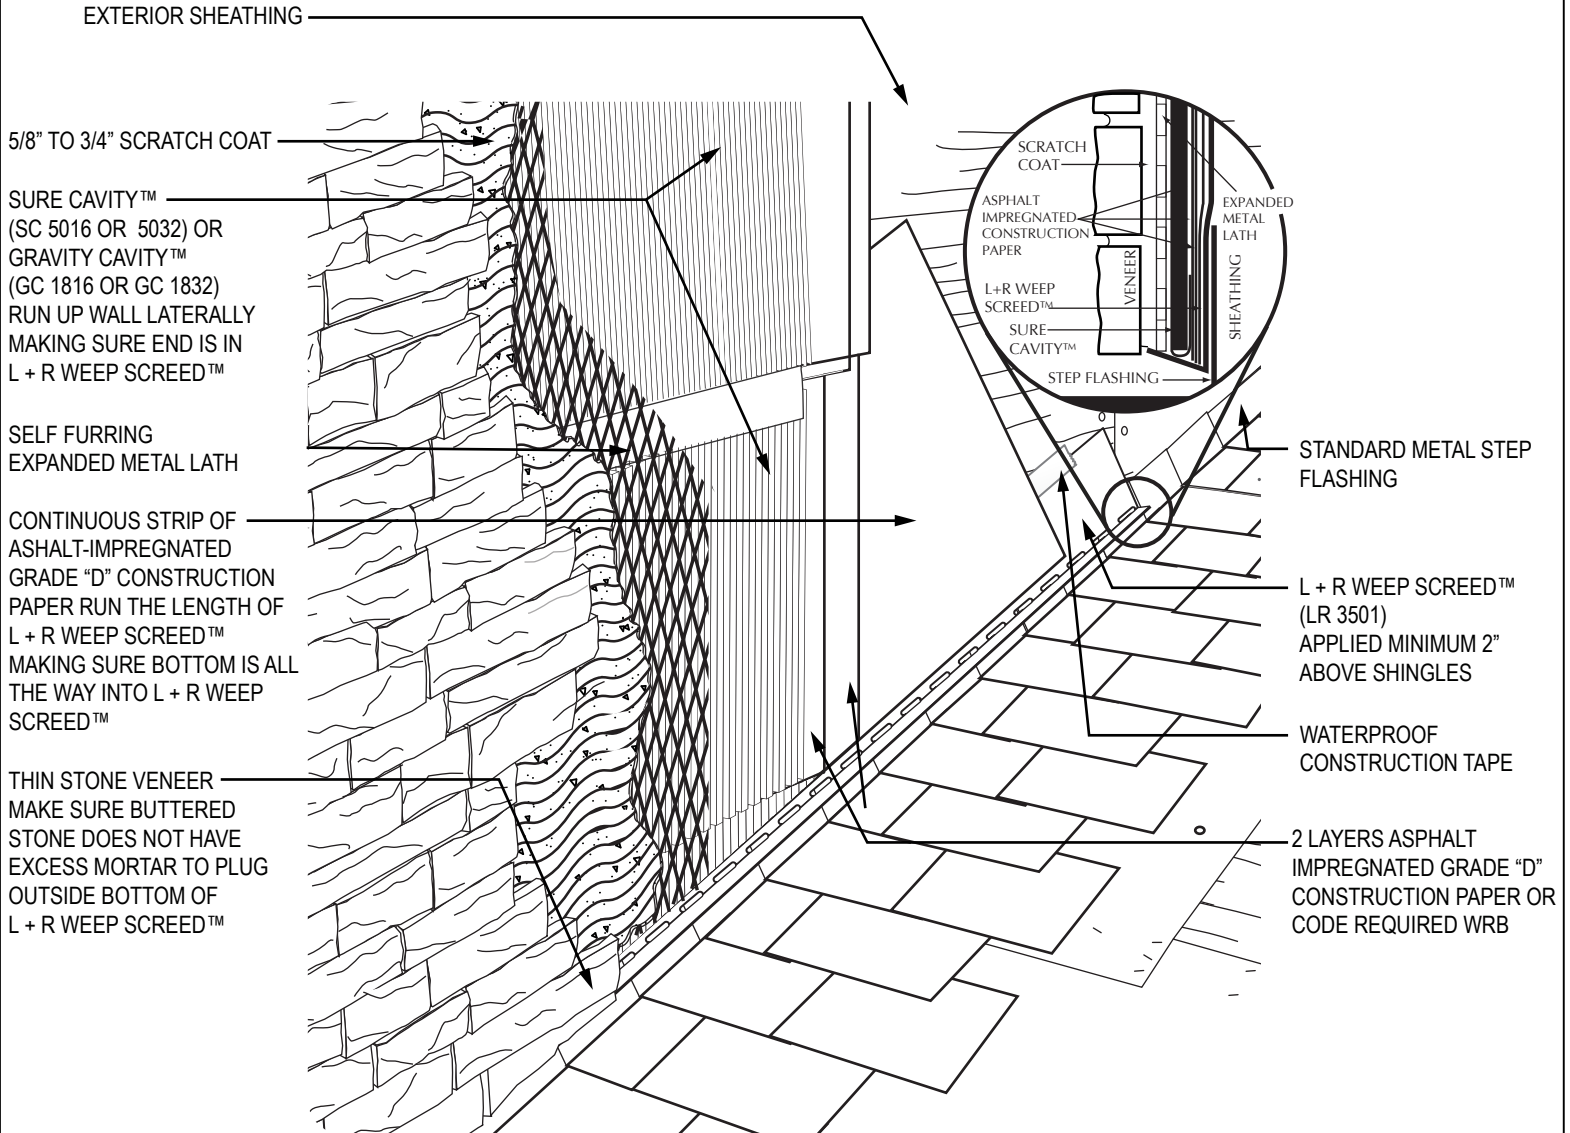 EXTERIOR SHEATHING
5/8” TO 3/4” SCRATCH COAT
SURE CAVITY™
(SC 5016 OR 5032) OR
GRAVITY CAVITY™
(GC 1816 OR GC 1832)
RUN UP WALL LATERALLY
MAKING SURE END IS IN
L + R WEEP SCREED™
SELF FURRING
EXPANDED METAL LATH
CONTINUOUS STRIP OF
ASHALT-IMPREGNATED
GRADE “D” CONSTRUCTION
PAPER RUN THE LENGTH OF
L + R WEEP SCREED™
MAKING SURE BOTTOM IS ALL
THE WAY INTO L + R WEEP
SCREED™
THIN STONE VENEER
MAKE SURE BUTTERED
STONE DOES NOT HAVE
EXCESS MORTAR TO PLUG
OUTSIDE BOTTOM OF
L + R WEEP SCREED™
SCRATCH
COAT
ASPHALT
IMPREGNATED
CONSTRUCTION
PAPER
L+R WEEP
SCREED™
SURE
CAVITY™
STEP FLASHING
VENEER
EXPANDED
METAL
LATH
SHEATHING
STANDARD METAL STEP
FLASHING
L + R WEEP SCREED™
(LR 3501)
APPLIED MINIMUM 2”
ABOVE SHINGLES
WATERPROOF
CONSTRUCTION TAPE
2 LAYERS ASPHALT
IMPREGNATED GRADE “D”
CONSTRUCTION PAPER OR
CODE REQUIRED WRB